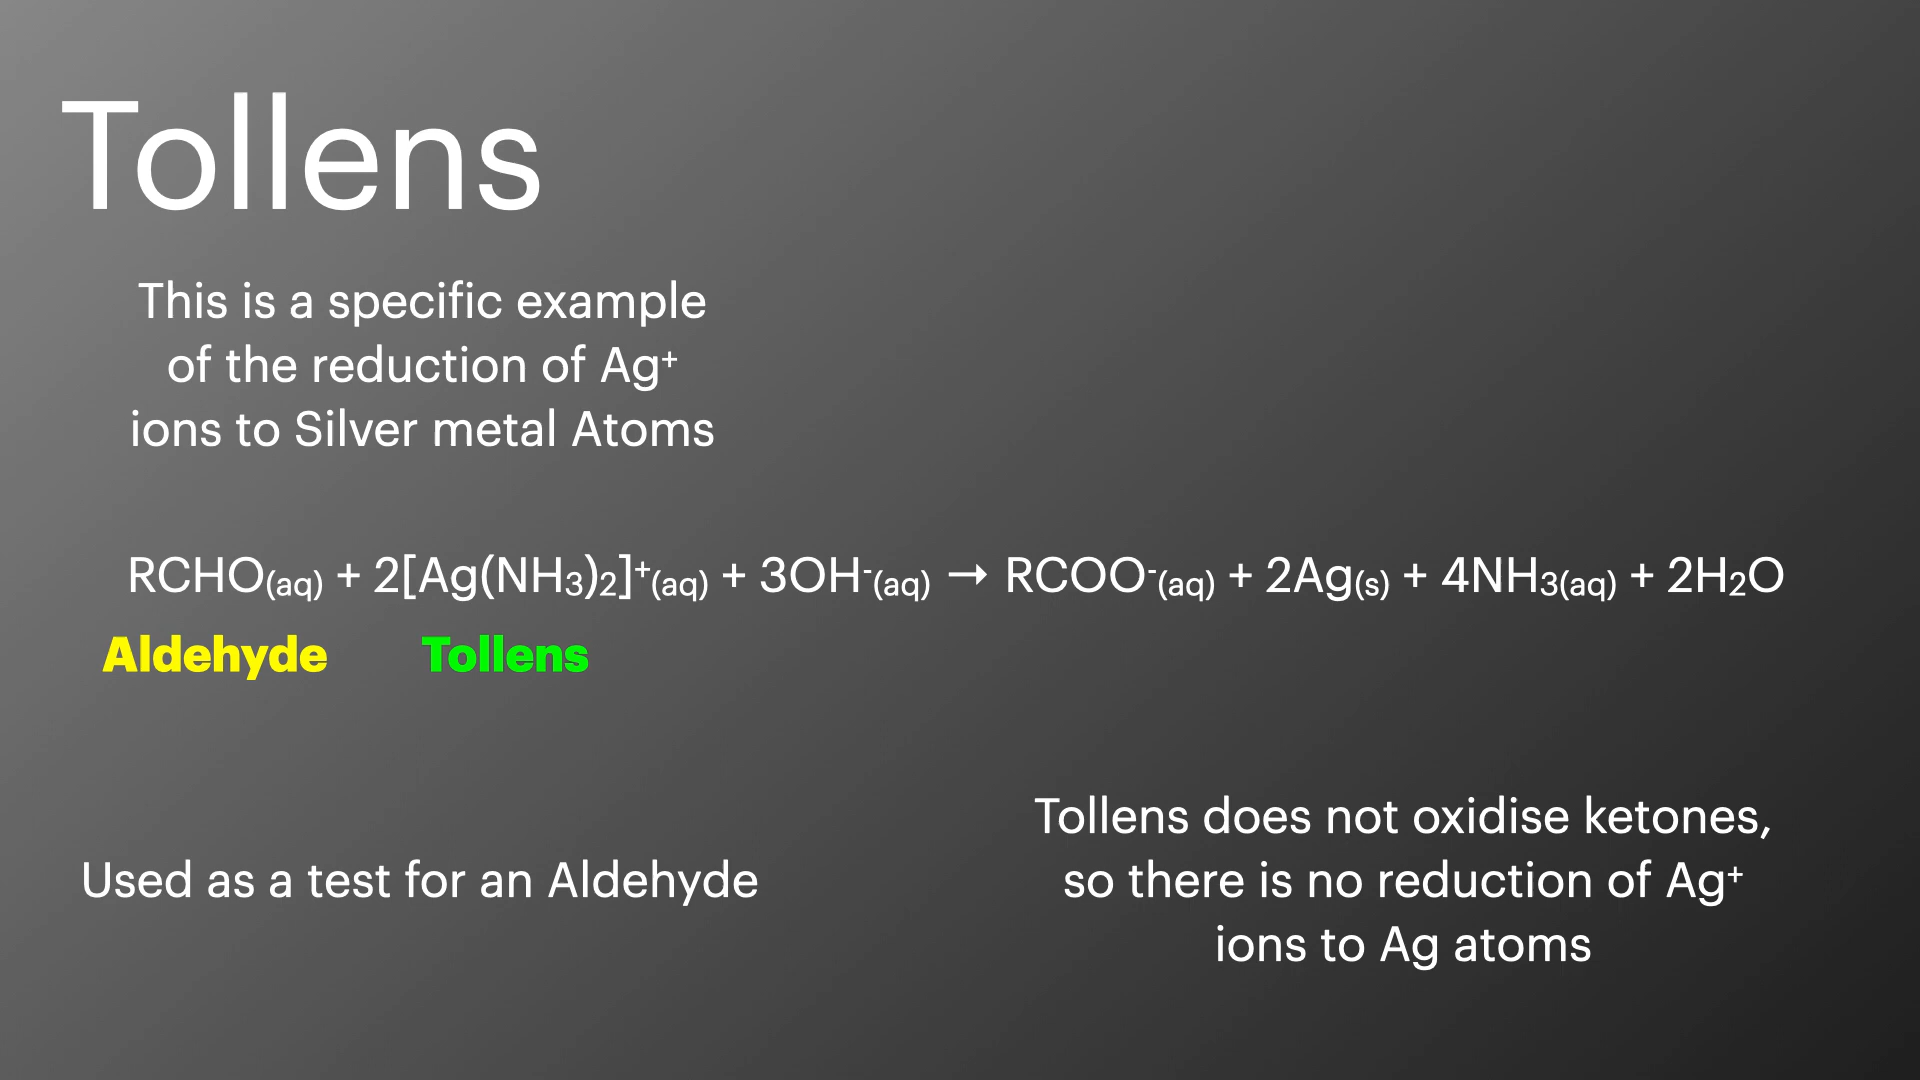 Tollens
This is a specific example
of the reduction of Ag⁺
ions to Silver metal Atoms
RCHO(aq) + 2[Ag(NH₃)₂]⁺(aq) + 3OH⁻(aq) → RCOO⁻(aq) + 2Ag(s) + 4NH₃(aq) + 2H₂O
Aldehyde Tollens
Used as a test for an Aldehyde
Tollens does not oxidise ketones,
so there is no reduction of Ag⁺
ions to Ag atoms